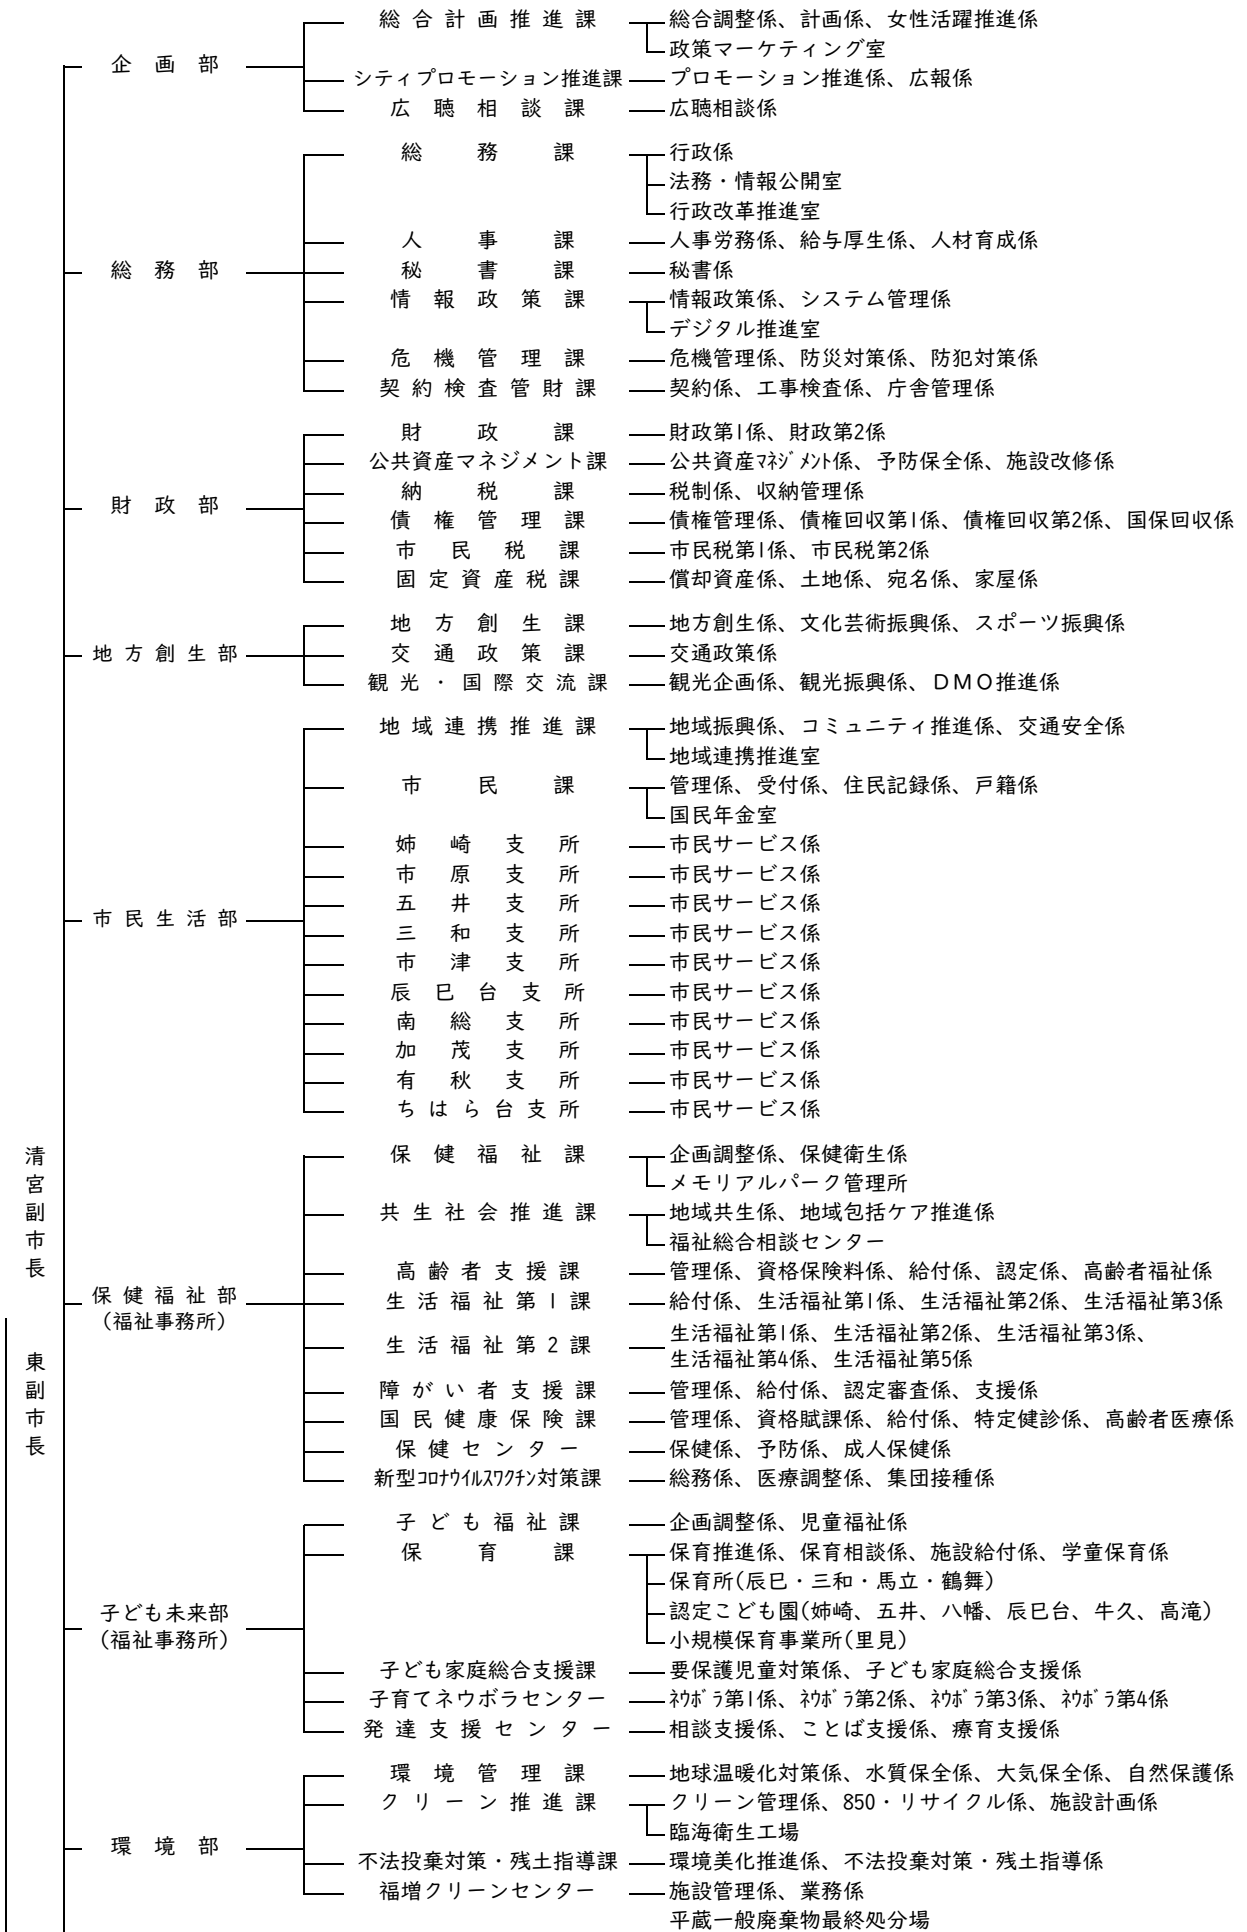 総合計画推進課 総合調整係、計画係、女性活躍推進係
政策マーケティング室
企画部
シティプロモーション推進課 プロモーション推進係、広報係
広聴相談課 広聴相談係
総務課 行政係
法務・情報公開室
行政改革推進室
人事課 人事労務係、給与厚生係、人材育成係
総務部 秘書課 秘書係
情報政策課 情報政策係、システム管理係
デジタル推進室
危機管理課 危機管理係、防災対策係、防犯対策係
契約検査管財課 契約係、工事検査係、庁舎管理係
財政課 財政第1係、財政第2係
公共資産マネジメント課 公共資産ﾏﾈｼﾞﾒﾝﾄ係、予防保全係、施設改修係
納税課 税制係、収納管理係
財政部
債権管理課 債権管理係、債権回収第1係、債権回収第2係、国保回収係
市民税課 市民税第1係、市民税第2係
固定資産税課 償却資産係、土地係、宛名係、家屋係
地方創生課 地方創生係、文化芸術振興係、スポーツ振興係
地方創生部 交通政策課 交通政策係
観光・国際交流課 観光企画係、観光振興係、ＤＭＯ推進係
地域連携推進課 地域振興係、コミュニティ推進係、交通安全係
地域連携推進室
市民課 管理係、受付係、住民記録係、戸籍係
国民年金室
姉崎支所 市民サービス係
市原支所 市民サービス係
五井支所 市民サービス係
市民生活部
三和支所 市民サービス係
市津支所 市民サービス係
辰巳台支所 市民サービス係
南総支所 市民サービス係
加茂支所 市民サービス係
有秋支所 市民サービス係
ちはら台支所 市民サービス係
清宮副市長
保健福祉課 企画調整係、保健衛生係
メモリアルパーク管理所
共生社会推進課 地域共生係、地域包括ケア推進係
福祉総合相談センター
高齢者支援課 管理係、資格保険料係、給付係、認定係、高齢者福祉係
保健福祉部 生活福祉第1課 給付係、生活福祉第1係、生活福祉第2係、生活福祉第3係
(福祉事務所)
生活福祉第2課 生活福祉第1係、生活福祉第2係、生活福祉第3係、
生活福祉第4係、生活福祉第5係
東副市長
障がい者支援課 管理係、給付係、認定審査係、支援係
国民健康保険課 管理係、資格賦課係、給付係、特定健診係、高齢者医療係
保健センター 保健係、予防係、成人保健係
新型ｺﾛﾅｳｲﾙｽﾜｸﾁﾝ対策課 総務係、医療調整係、集団接種係
子ども福祉課 企画調整係、児童福祉係
保育課 保育推進係、保育相談係、施設給付係、学童保育係
保育所(辰巳・三和・馬立・鶴舞)
子ども未来部 認定こども園(姉崎、五井、八幡、辰巳台、牛久、高滝)
(福祉事務所) 小規模保育事業所(里見)
子ども家庭総合支援課 要保護児童対策係、子ども家庭総合支援係
子育てネウボラセンター ﾈｳﾎﾞﾗ第1係、ﾈｳﾎﾞﾗ第2係、ﾈｳﾎﾞﾗ第3係、ﾈｳﾎﾞﾗ第4係
発達支援センター 相談支援係、ことば支援係、療育支援係
環境管理課 地球温暖化対策係、水質保全係、大気保全係、自然保護係
クリーン推進課 クリーン管理係、850・リサイクル係、施設計画係
臨海衛生工場
環境部
不法投棄対策・残土指導課 環境美化推進係、不法投棄対策・残土指導係
福増クリーンセンター 施設管理係、業務係
平蔵一般廃棄物最終処分場